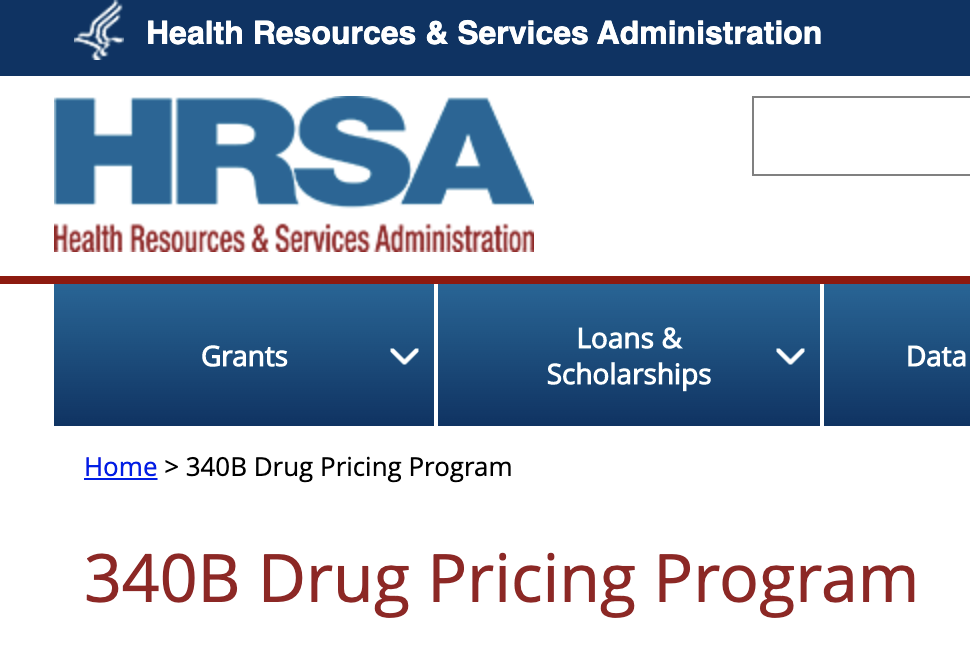 Health Resources & Services Administration
HRSA
Health Resources & Services Administration
Grants
Loans &
Scholarships
Data
Home > 340B Drug Pricing Program
340B Drug Pricing Program